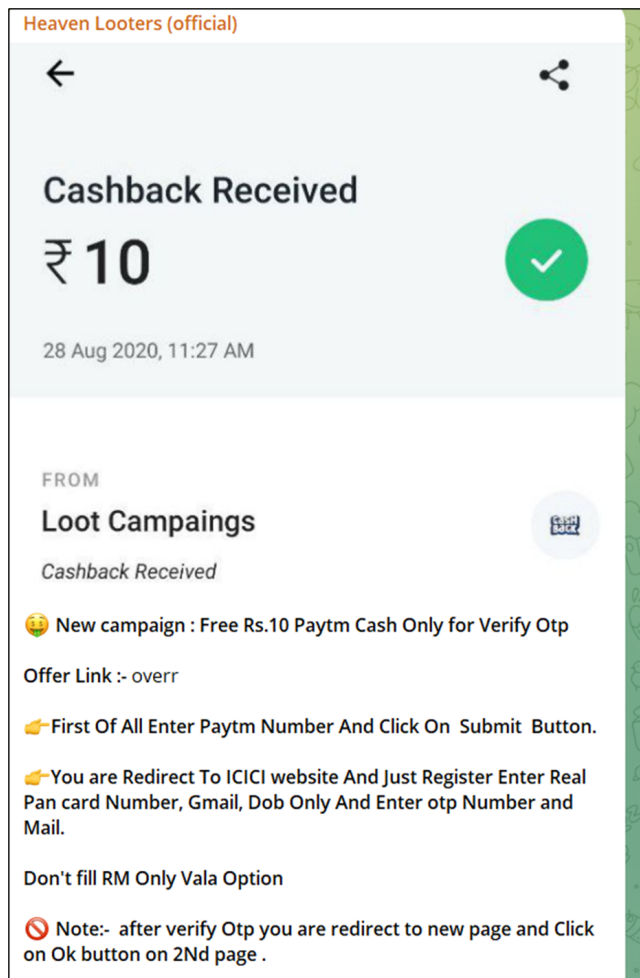 Heaven Looters (official)
Cashback Received
₹10
28 Aug 2020, 11:27 AM
FROM
Loot Campaings
CASH
BACK
Cashback Received
🤑 New campaign : Free Rs.10 Paytm Cash Only for Verify Otp
Offer Link :- overr
👉First Of All Enter Paytm Number And Click On Submit Button.
👉You are Redirect To ICICI website And Just Register Enter Real
Pan card Number, Gmail, Dob Only And Enter otp Number and
Mail.
Don't fill RM Only Vala Option
🚫 Note:- after verify Otp you are redirect to new page and Click
on Ok button on 2Nd page .